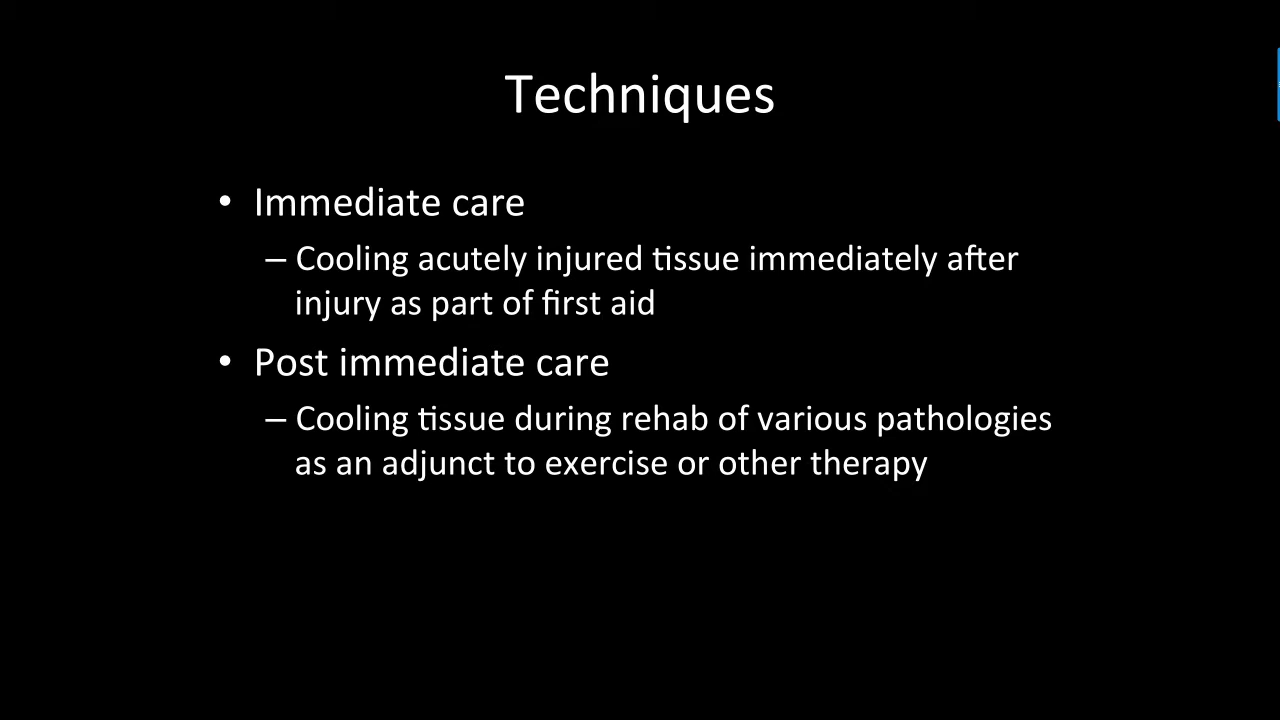 Techniques
• Immediate care
– Cooling acutely injured tissue immediately after
injury as part of first aid
• Post immediate care
– Cooling tissue during rehab of various pathologies
as an adjunct to exercise or other therapy